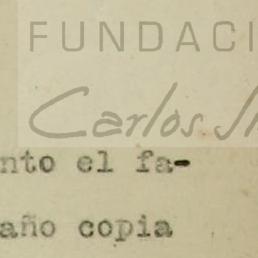 FUNDACI
Carlos
nto el fa-
año copia